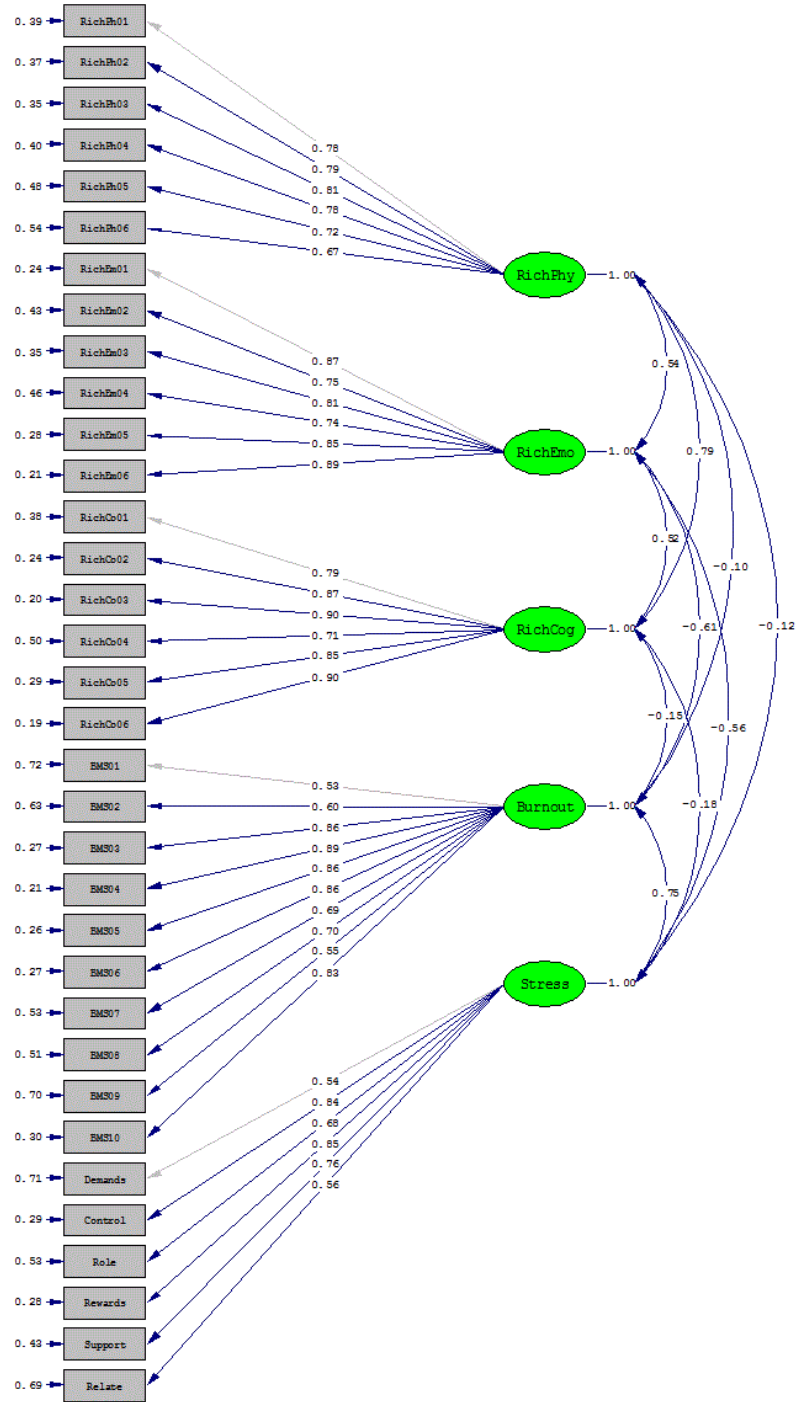 0.39 RichPh01
0.37 RichPh02
0.35 RichPh03
0.40 RichPh04
0.48 RichPh05
0.54 RichPh06
0.24 RichEm01
0.43 RichEm02
0.35 RichEm03
0.46 RichEm04
0.28 RichEm05
0.21 RichEm06
0.38 RichCo01
0.24 RichCo02
0.20 RichCo03
0.50 RichCo04
0.29 RichCo05
0.19 RichCo06
0.72 BMS01
0.63 BMS02
0.27 BMS03
0.21 BMS04
0.26 BMS05
0.27 BMS06
0.53 BMS07
0.51 BMS08
0.70 BMS09
0.30 BMS10
0.71 Demands
0.29 Control
0.53 Role
0.28 Rewards
0.43 Support
0.69 Relate
0.78
0.79
0.81
0.78
0.72
0.67
0.87
0.75
0.81
0.74
0.85
0.89
0.79
0.87
0.90
0.71
0.85
0.90
0.53
0.60
0.86
0.89
0.86
0.86
0.69
0.70
0.55
0.83
0.54
0.84
0.68
0.85
0.76
0.56
RichPhy 1.00
RichEmo 1.00
RichCog 1.00
Burnout 1.00
Stress 1.00
0.54
0.79
0.52
-0.10
-0.61
-0.12
-0.15
-0.56
-0.18
0.75